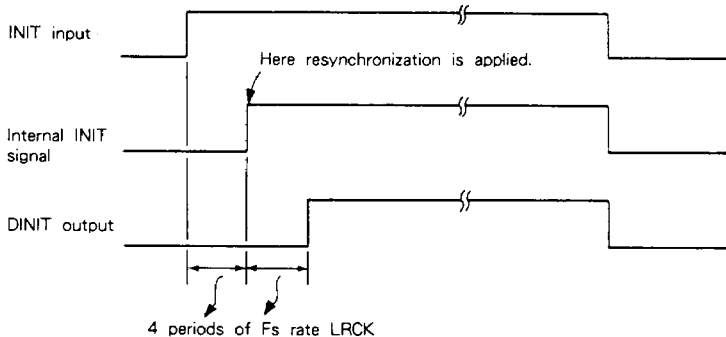 INIT input
Here resynchronization is applied.
Internal INIT
signal
DINIT output
4 periods of Fs rate LRCK